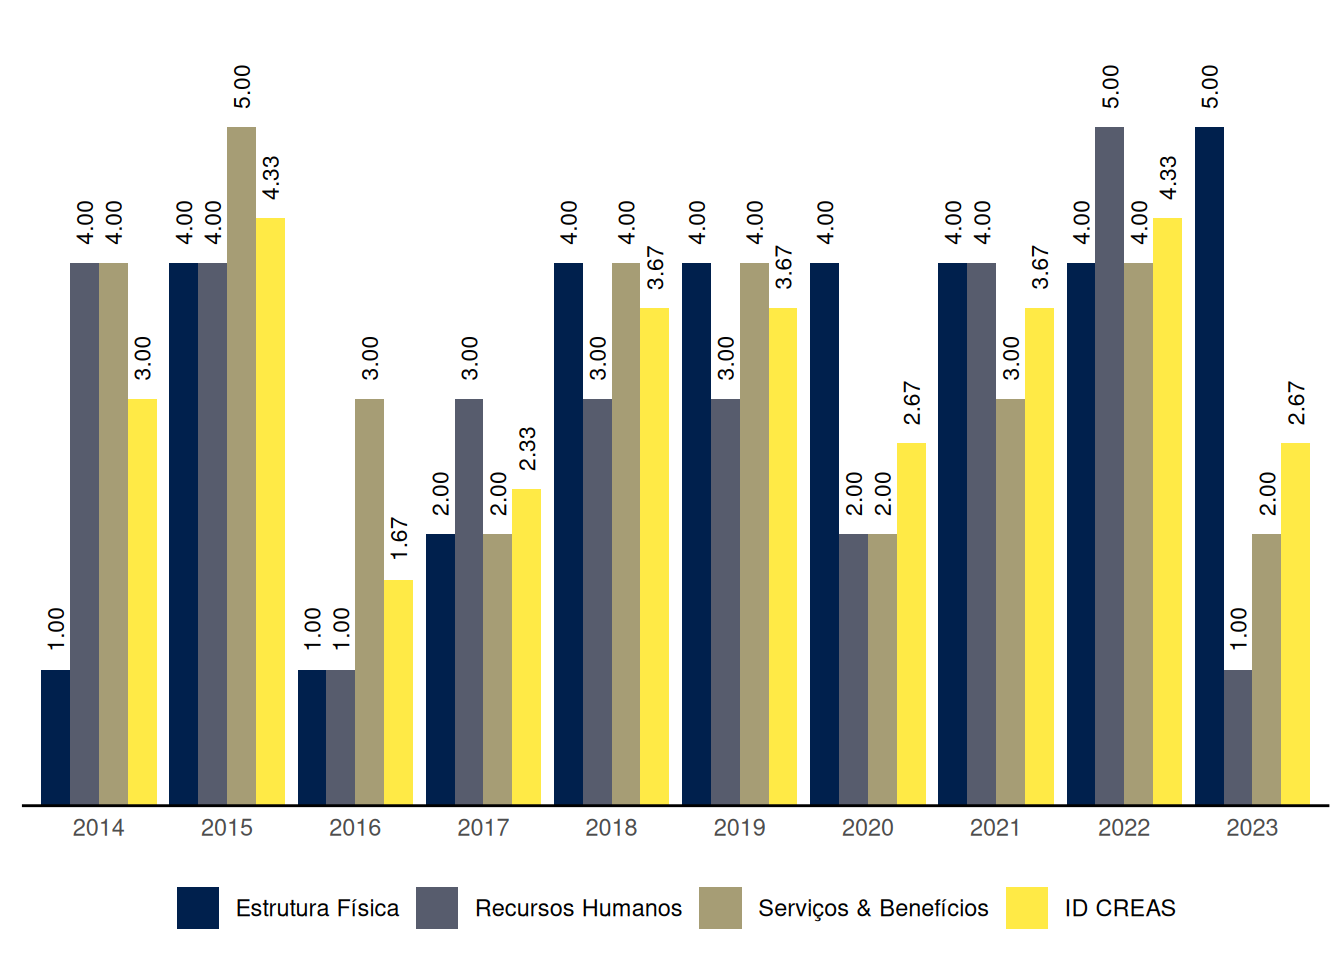 5.00 5.00 5.00
4.33 4.33
4.00 4.00 4.00 4.00 4.00 4.00 4.00 4.00 4.00 4.00 4.00 4.00 4.00
3.67 3.67 3.67
3.00 3.00 3.00 3.00 3.00 3.00
2.67 2.67
2.33
2.00 2.00 2.00 2.00 2.00
1.67
1.00 1.00 1.00 1.00
2014 2015 2016 2017 2018 2019 2020 2021 2022 2023
Estrutura Física Recursos Humanos Serviços & Benefícios ID CREAS